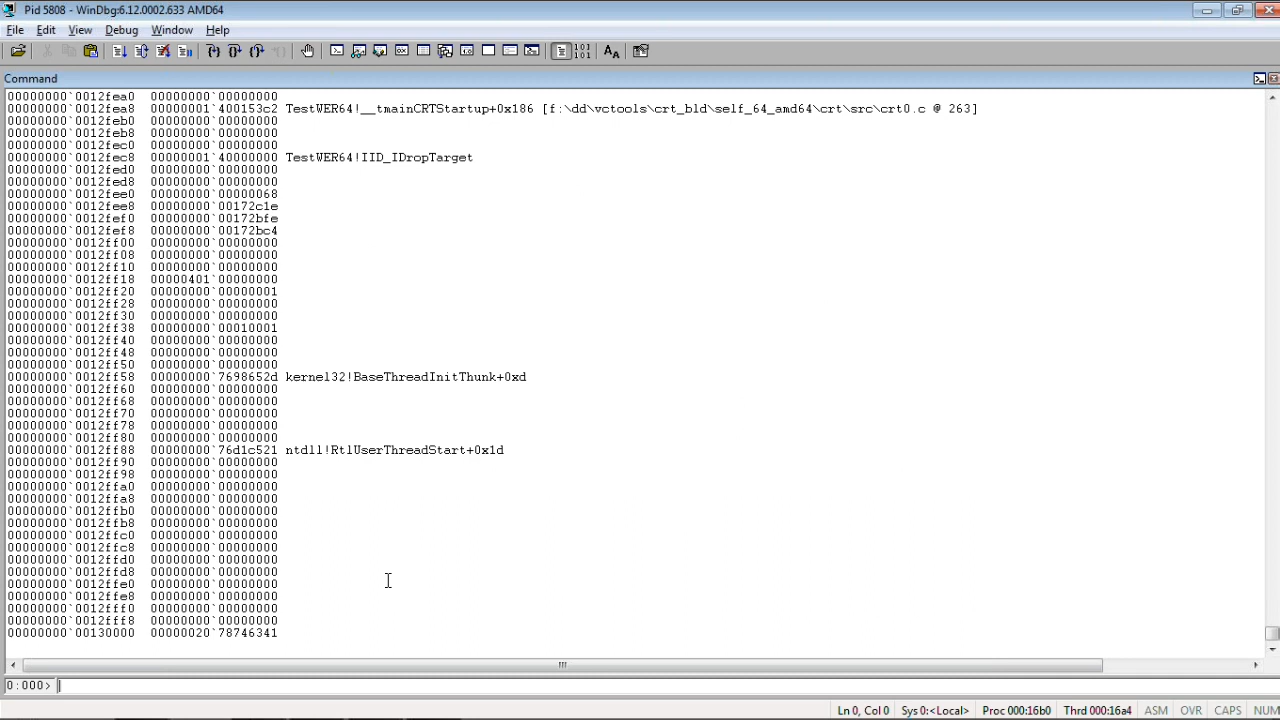 Pid 5808 - WinDbg:6.12.0002.633 AMD64
File Edit View Debug Window Help
Command
00000000`0012fea0 00000000`00000000
00000000`0012fea8 00000001`400153c2 TestWER64!__tmainCRTStartup+0x186 [f:\dd\vctools\crt_bld\self_64_amd64\crt\src\crt0.c @ 263]
00000000`0012feb0 00000000`00000000
00000000`0012feb8 00000000`00000000
00000000`0012fec0 00000000`00000000
00000000`0012fec8 00000001`40000000 TestWER64!IID_IDropTarget
00000000`0012fed0 00000000`00000000
00000000`0012fed8 00000000`00000000
00000000`0012fee0 00000000`00000068
00000000`0012fee8 00000000`00172c1e
00000000`0012fef0 00000000`00172bfe
00000000`0012fef8 00000000`00172bc4
00000000`0012ff00 00000000`00000000
00000000`0012ff08 00000000`00000000
00000000`0012ff10 00000000`00000000
00000000`0012ff18 00000401`00000000
00000000`0012ff20 00000000`00000001
00000000`0012ff28 00000000`00000000
00000000`0012ff30 00000000`00000000
00000000`0012ff38 00000000`00010001
00000000`0012ff40 00000000`00000000
00000000`0012ff48 00000000`00000000
00000000`0012ff50 00000000`00000000
00000000`0012ff58 00000000`7698652d kernel32!BaseThreadInitThunk+0xd
00000000`0012ff60 00000000`00000000
00000000`0012ff68 00000000`00000000
00000000`0012ff70 00000000`00000000
00000000`0012ff78 00000000`00000000
00000000`0012ff80 00000000`00000000
00000000`0012ff88 00000000`76d1c521 ntdll!RtlUserThreadStart+0x1d
00000000`0012ff90 00000000`00000000
00000000`0012ff98 00000000`00000000
00000000`0012ffa0 00000000`00000000
00000000`0012ffa8 00000000`00000000
00000000`0012ffb0 00000000`00000000
00000000`0012ffb8 00000000`00000000
00000000`0012ffc0 00000000`00000000
00000000`0012ffc8 00000000`00000000
00000000`0012ffd0 00000000`00000000
00000000`0012ffd8 00000000`00000000
00000000`0012ffe0 00000000`00000000
00000000`0012ffe8 00000000`00000000
00000000`0012fff0 00000000`00000000
00000000`0012fff8 00000000`00000000
00000000`00130000 00000020`78746341
0:000>
Ln 0, Col 0 Sys 0:<Local> Proc 000:16b0 Thrd 000:16a4 ASM OVR CAPS NUM